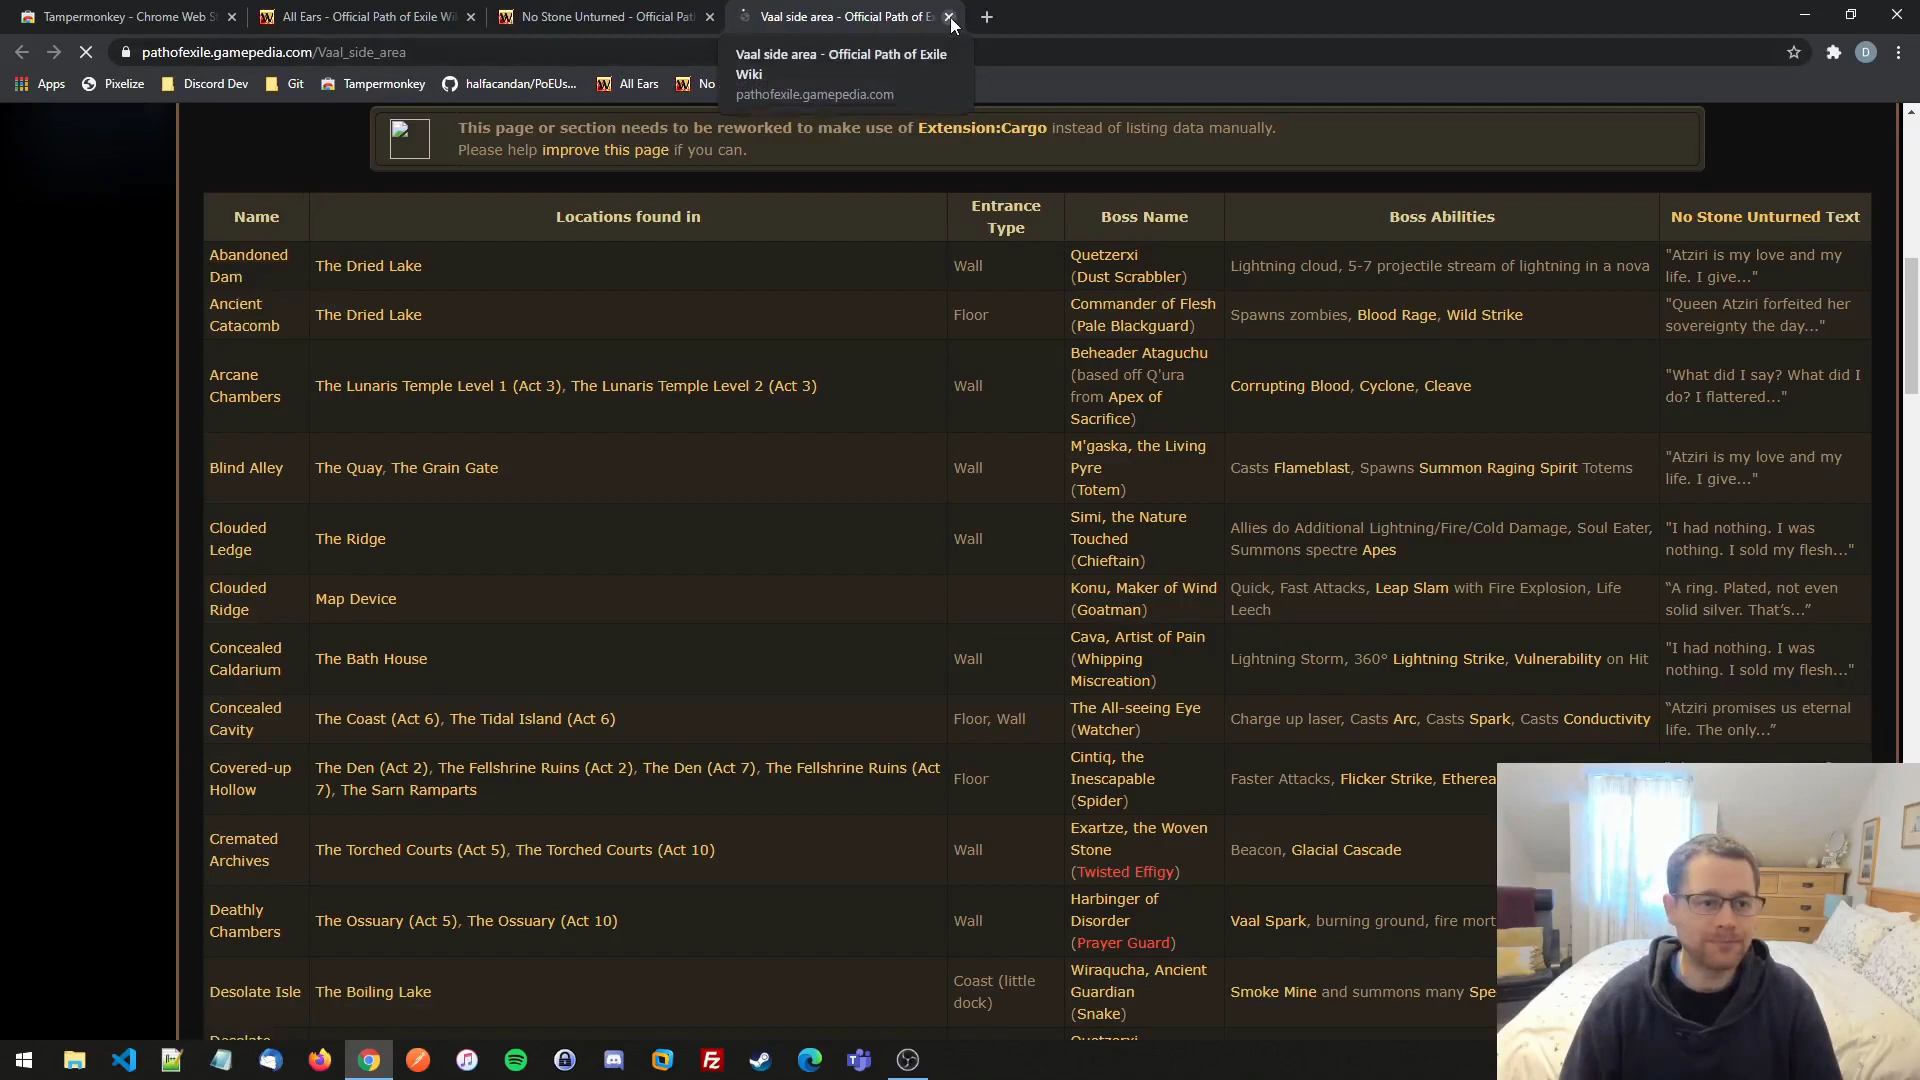 Tampermonkey - Chrome Web S
All Ears - Official Path of Exile Wi
No Stone Unturned - Official Pat
Vaal side area - Official Path of Ex
pathofexile.gamepedia.com/Vaal_side_area
Apps
Pixelize
Discord Dev
Git
Tampermonkey
halfacandan/PoEUs...
All Ears
No
Vaal side area - Official Path of Exile
Wiki
pathofexile.gamepedia.com
D
This page or section needs to be reworked to make use of Extension:Cargo instead of listing data manually.
Please help improve this page if you can.
Name
Locations found in
Entrance
Type
Boss Name
Boss Abilities
No Stone Unturned Text
Abandoned
Dam
The Dried Lake
Wall
Quetzerxi
(Dust Scrabbler)
Lightning cloud, 5-7 projectile stream of lightning in a nova
"Atziri is my love and my
life. I give..."
Ancient
Catacomb
The Dried Lake
Floor
Commander of Flesh
(Pale Blackguard)
Spawns zombies, Blood Rage, Wild Strike
"Queen Atziri forfeited her
sovereignty the day..."
Arcane
Chambers
The Lunaris Temple Level 1 (Act 3), The Lunaris Temple Level 2 (Act 3)
Wall
Beheader Ataguchu
(based off Q'ura
from Apex of
Sacrifice)
Corrupting Blood, Cyclone, Cleave
"What did I say? What did I
do? I flattered..."
Blind Alley
The Quay, The Grain Gate
Wall
M'gaska, the Living
Pyre
(Totem)
Casts Flameblast, Spawns Summon Raging Spirit Totems
"Atziri is my love and my
life. I give..."
Clouded
Ledge
The Ridge
Wall
Simi, the Nature
Touched
(Chieftain)
Allies do Additional Lightning/Fire/Cold Damage, Soul Eater,
Summons spectre Apes
"I had nothing. I was
nothing. I sold my flesh..."
Clouded
Ridge
Map Device
Konu, Maker of Wind
(Goatman)
Quick, Fast Attacks, Leap Slam with Fire Explosion, Life
Leech
“A ring. Plated, not even
solid silver. That’s...”
Concealed
Caldarium
The Bath House
Wall
Cava, Artist of Pain
(Whipping
Miscreation)
Lightning Storm, 360° Lightning Strike, Vulnerability on Hit
"I had nothing. I was
nothing. I sold my flesh..."
Concealed
Cavity
The Coast (Act 6), The Tidal Island (Act 6)
Floor, Wall
The All-seeing Eye
(Watcher)
Charge up laser, Casts Arc, Casts Spark, Casts Conductivity
“Atziri promises us eternal
life. The only...”
Covered-up
Hollow
The Den (Act 2), The Fellshrine Ruins (Act 2), The Den (Act 7), The Fellshrine Ruins (Act
7), The Sarn Ramparts
Floor
Cintiq, the
Inescapable
(Spider)
Faster Attacks, Flicker Strike, Etherea
Cremated
Archives
The Torched Courts (Act 5), The Torched Courts (Act 10)
Wall
Exartze, the Woven
Stone
(Twisted Effigy)
Beacon, Glacial Cascade
Deathly
Chambers
The Ossuary (Act 5), The Ossuary (Act 10)
Wall
Harbinger of
Disorder
(Prayer Guard)
Vaal Spark, burning ground, fire mort
Desolate Isle
The Boiling Lake
Coast (little
dock)
Wiraqucha, Ancient
Guardian
(Snake)
Smoke Mine and summons many Spe